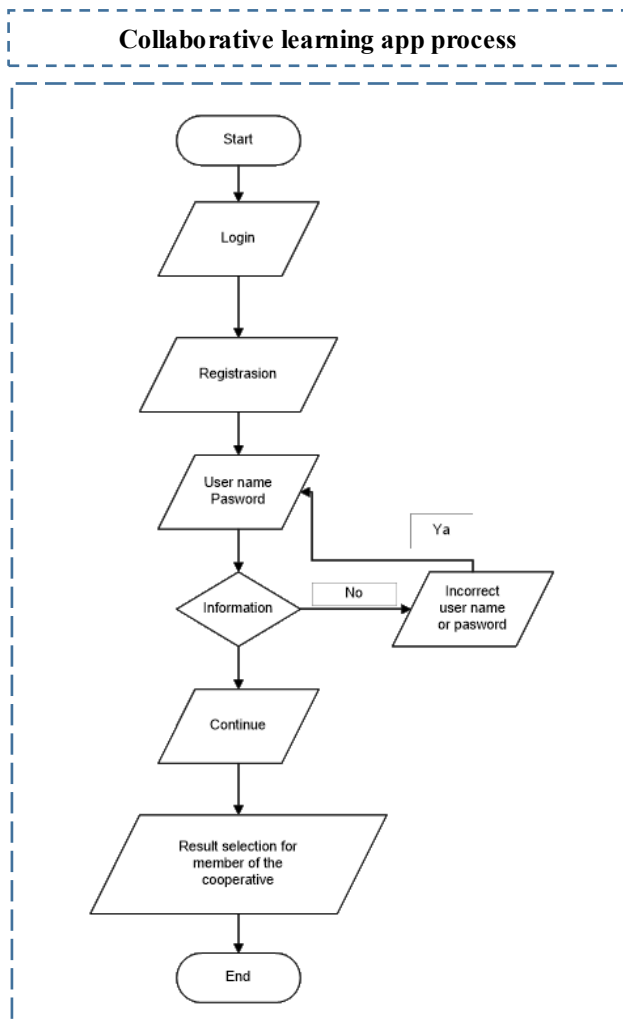 Collaborative learning app process
Start
Login
Registrasion
User name
Pasword
Ya
Information
No
Incorrect
user name
or pasword
Continue
Result selection for
member of the
cooperative
End